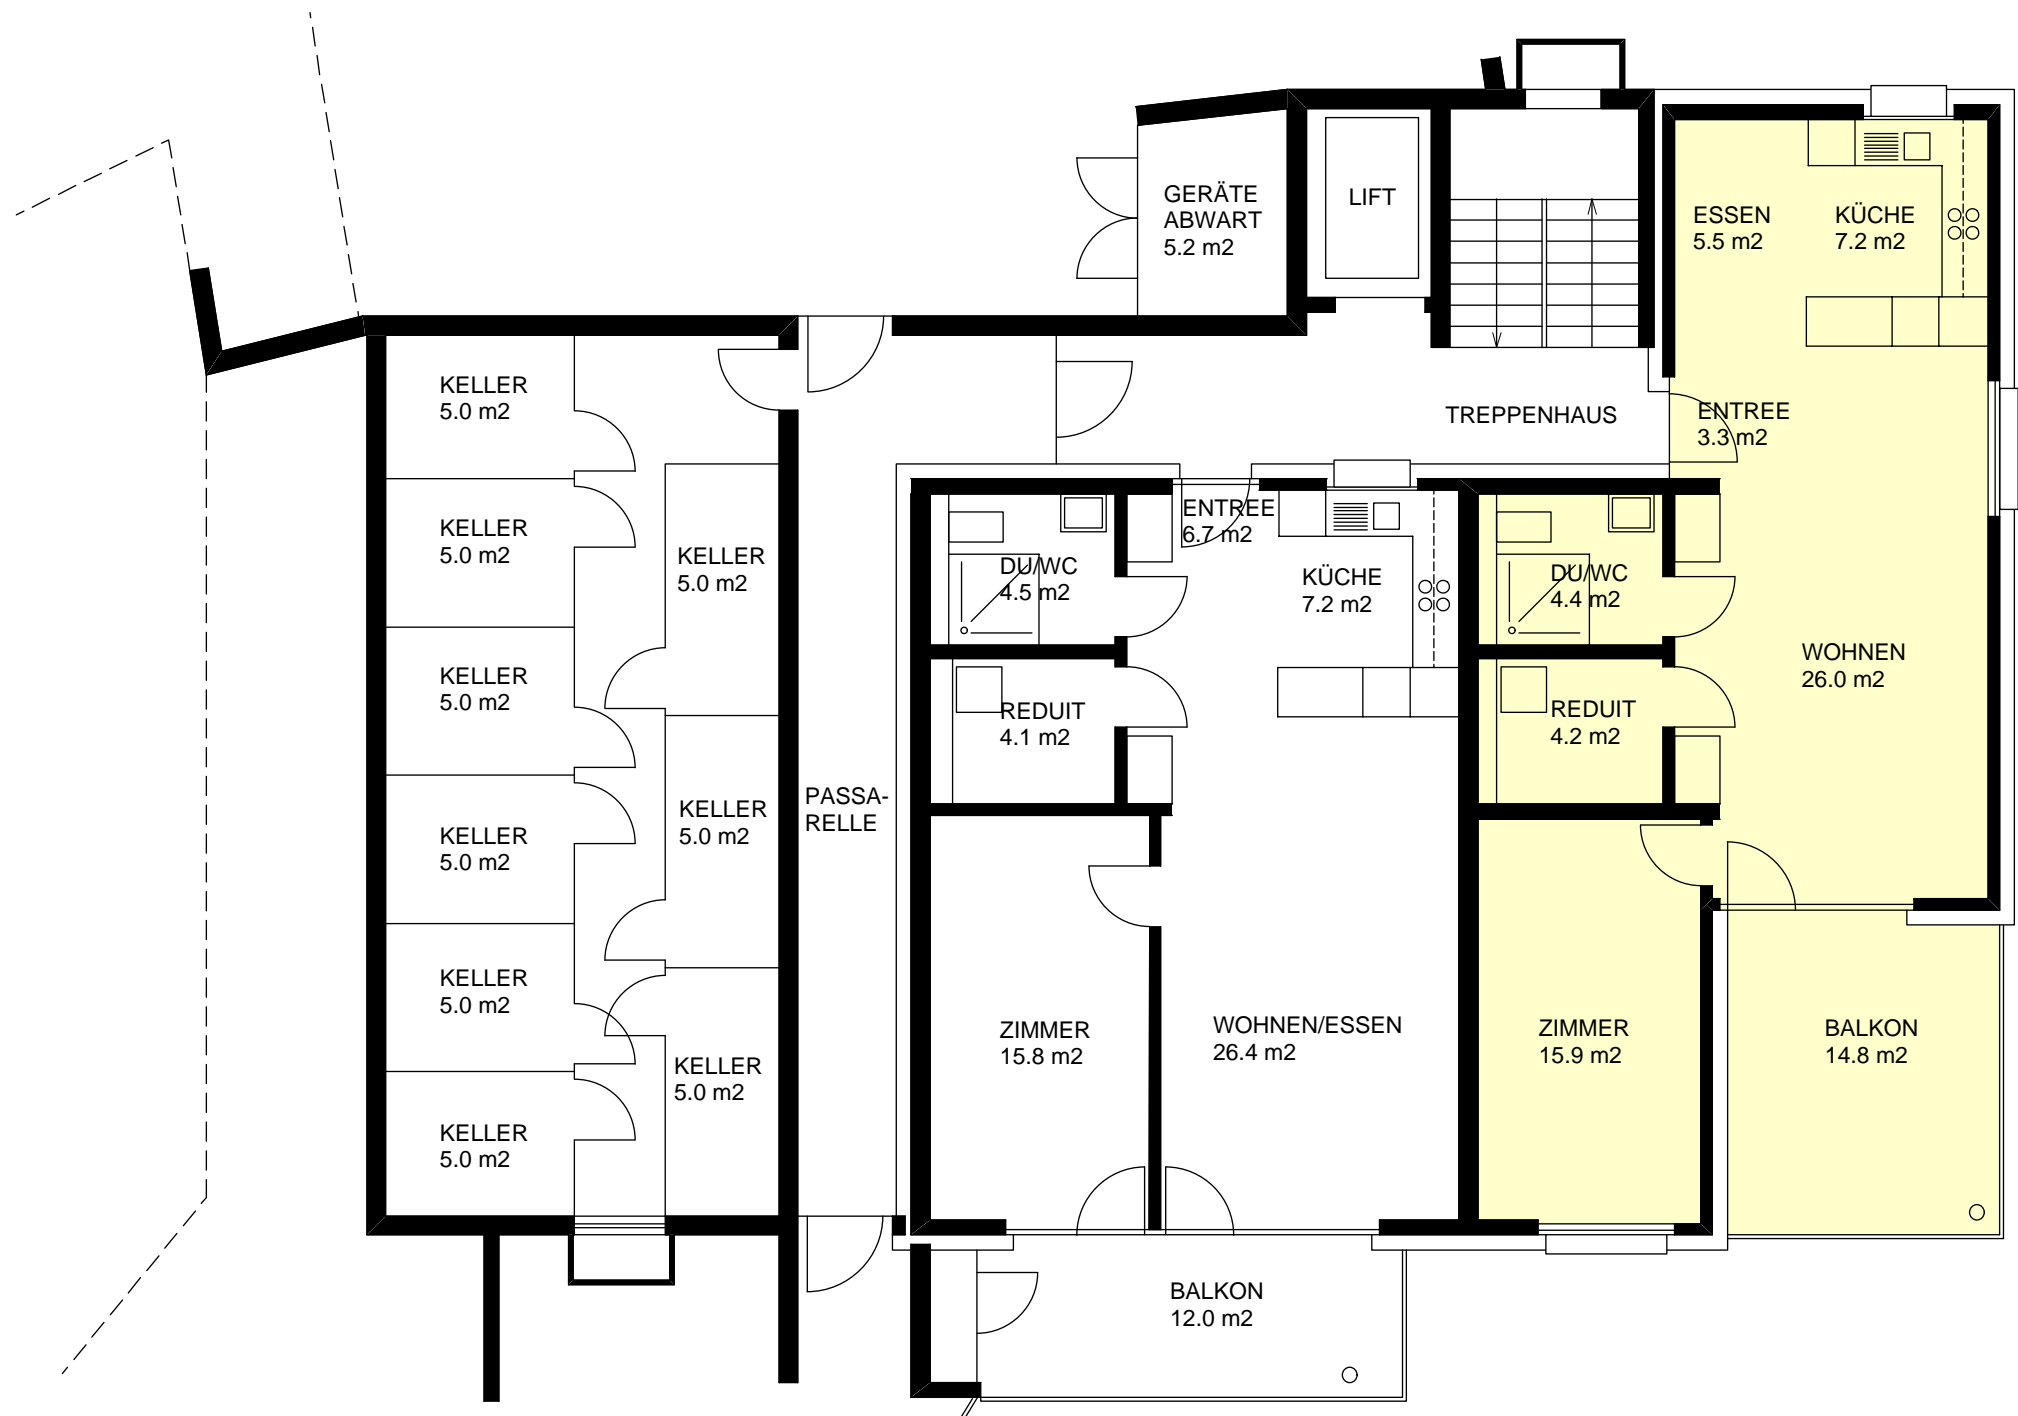 GERÄTE
ABWART
5.2 m2
LIFT
ESSEN
5.5 m2
KÜCHE
7.2 m2
KELLER
5.0 m2
TREPPENHAUS
ENTREE
3.3 m2
KELLER
5.0 m2
KELLER
5.0 m2
ENTREE
6.7 m2
DU/WC
4.5 m2
KÜCHE
7.2 m2
DU/WC
4.4 m2
WOHNEN
26.0 m2
KELLER
5.0 m2
REDUIT
4.1 m2
REDUIT
4.2 m2
PASSA-
RELLE
KELLER
5.0 m2
KELLER
5.0 m2
KELLER
5.0 m2
ZIMMER
15.8 m2
WOHNEN/ESSEN
26.4 m2
ZIMMER
15.9 m2
BALKON
14.8 m2
KELLER
5.0 m2
KELLER
5.0 m2
BALKON
12.0 m2